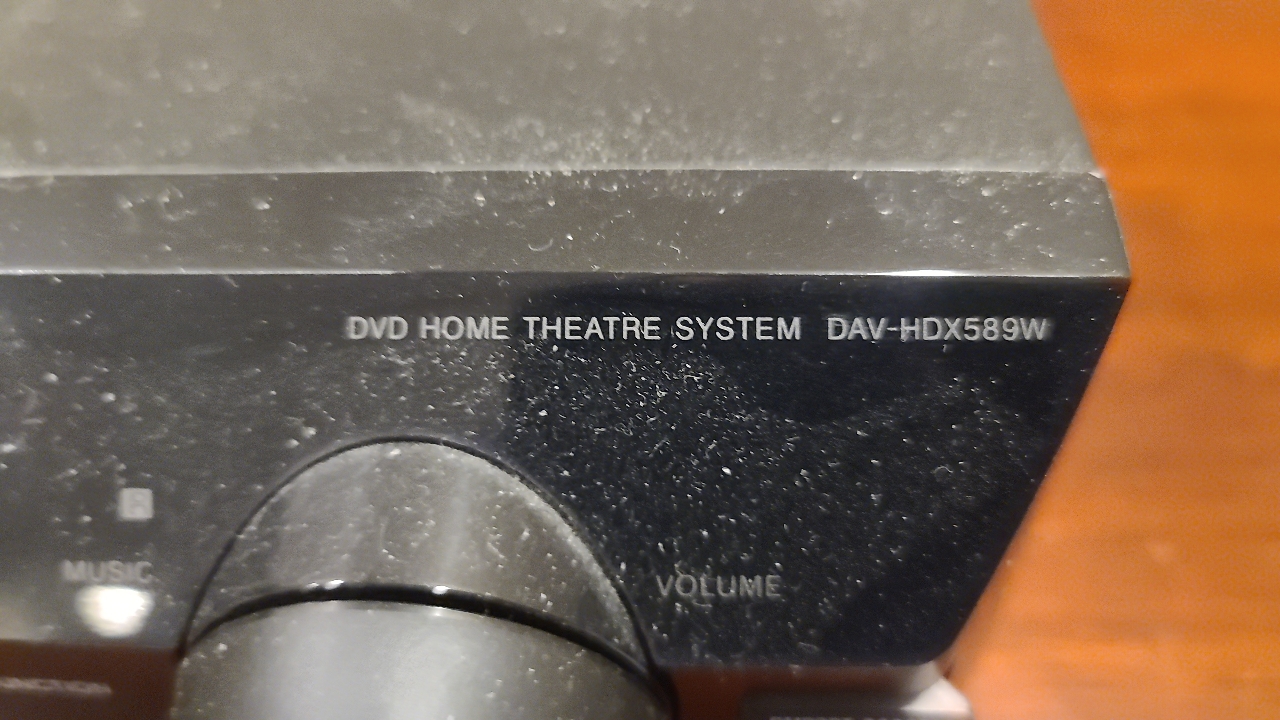 DVD HOME THEATRE SYSTEM DAV-HDX589W
R
MUSIC
VOLUME